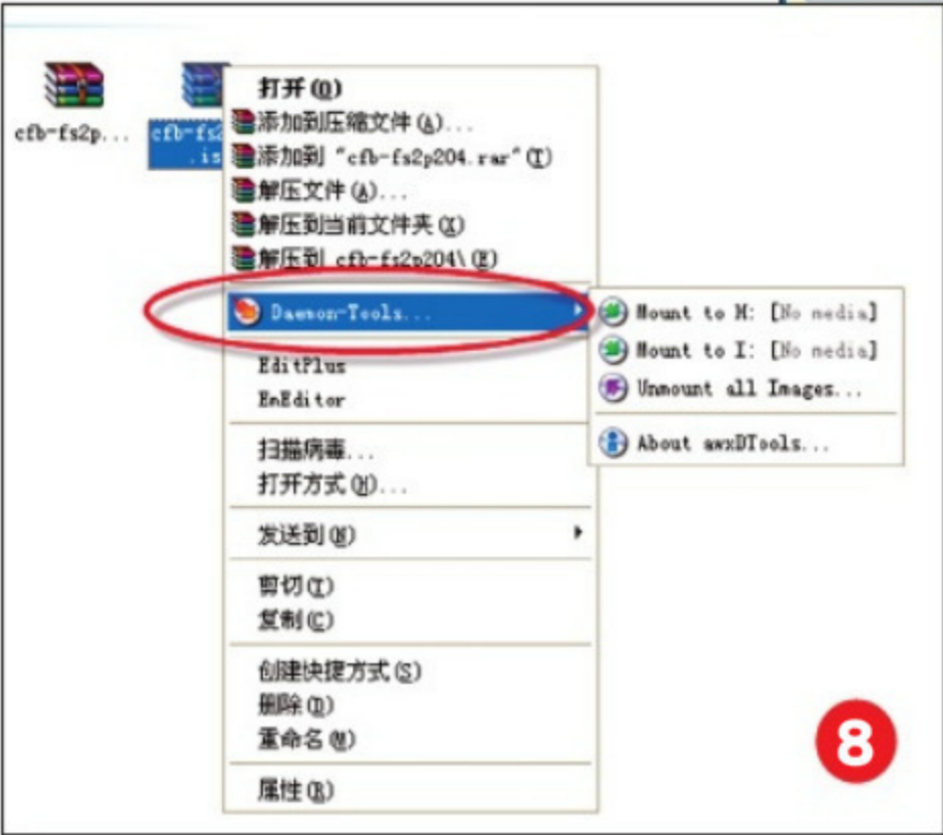 cfb-fs2p...
cfb-fs2
.is
打开(O)
添加到压缩文件(A)...
添加到 "cfb-fs2p204.rar"(T)
解压文件(A)...
解压到当前文件夹(X)
解压到 cfb-fs2p204\(E)
Daemon-Tools...
Mount to H: [No media]
Mount to I: [No media]
Unmount all Images...
About awxDTools...
EditPlus
EmEditor
扫描病毒...
打开方式(H)...
发送到(N)
剪切(T)
复制(C)
创建快捷方式(S)
删除(D)
重命名(M)
属性(R)
8